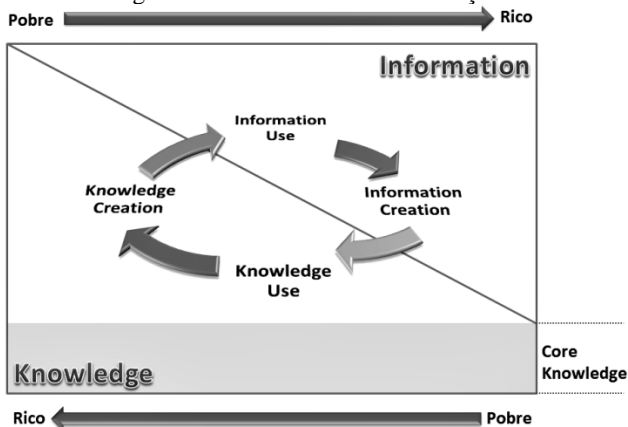 Pobre
Rico
Information
Information
Use
Knowledge
Creation
Information
Creation
Knowledge
Use
Core
Knowledge
Knowledge
Rico
Pobre